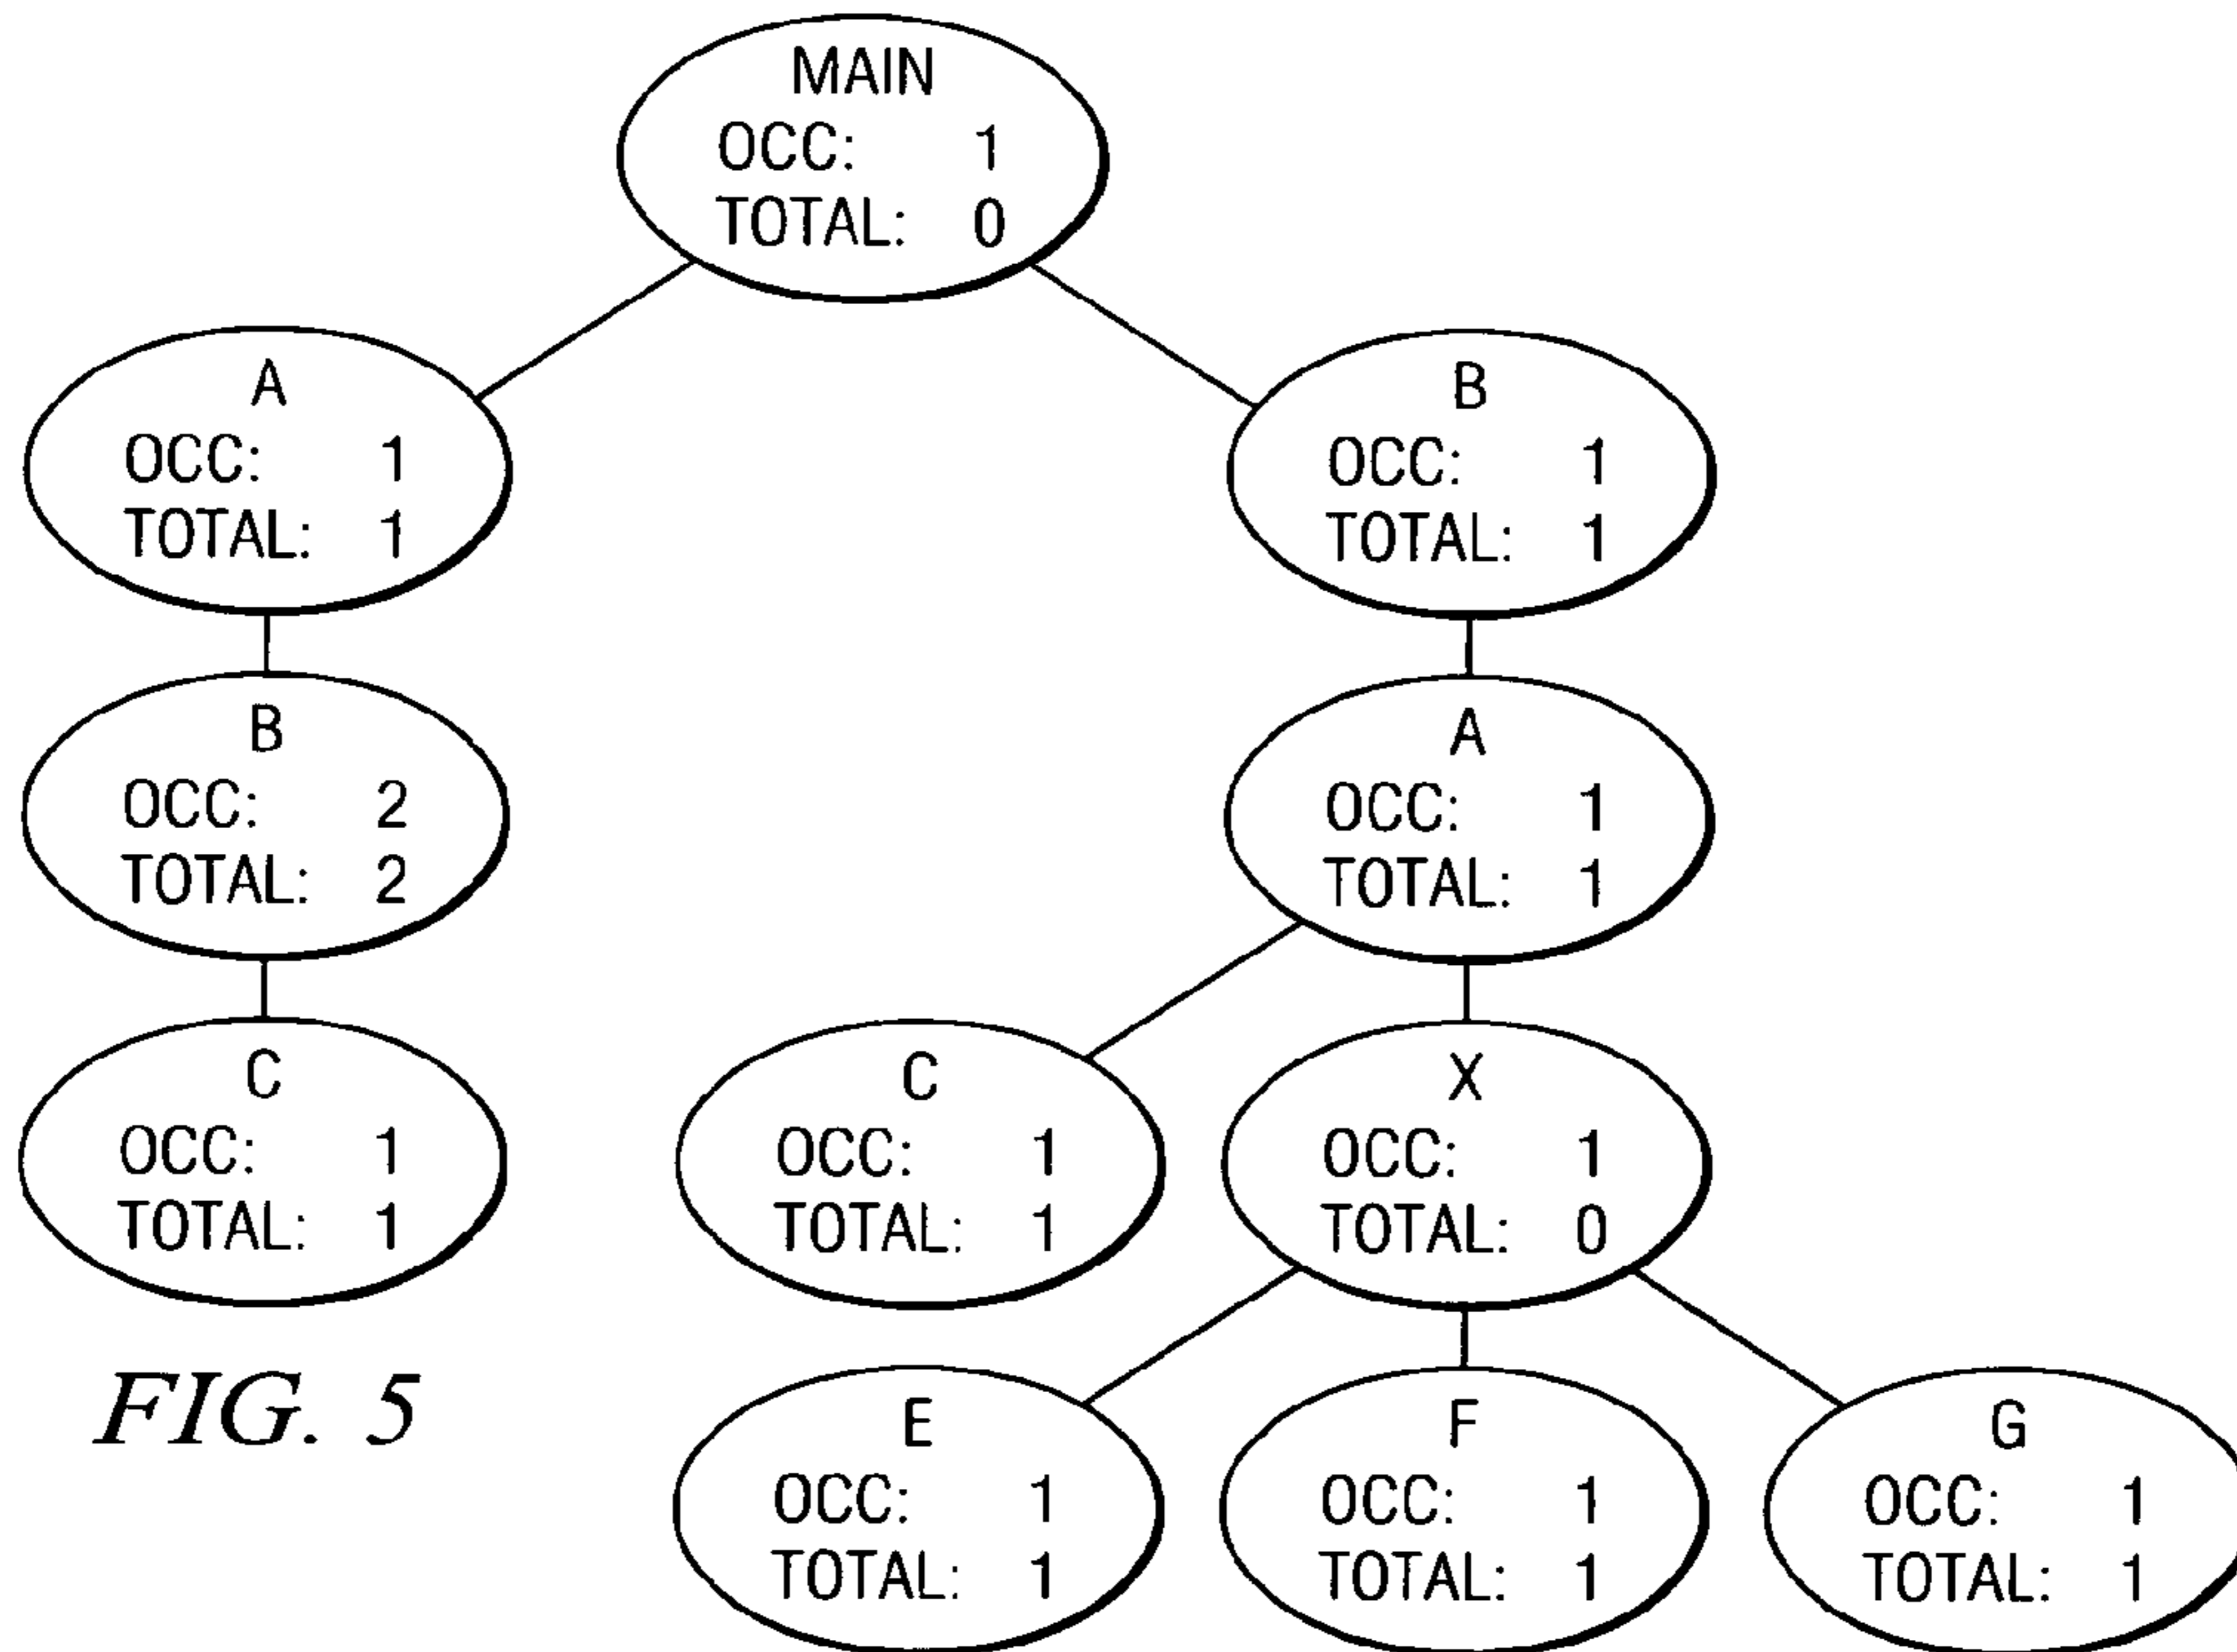 MAIN
OCC: 1
TOTAL: 0
A
OCC: 1
TOTAL: 1
B
OCC: 1
TOTAL: 1
B
OCC: 2
TOTAL: 2
A
OCC: 1
TOTAL: 1
C
OCC: 1
TOTAL: 1
C
OCC: 1
TOTAL: 1
X
OCC: 1
TOTAL: 0
E
OCC: 1
TOTAL: 1
F
OCC: 1
TOTAL: 1
G
OCC: 1
TOTAL: 1
FIG. 5